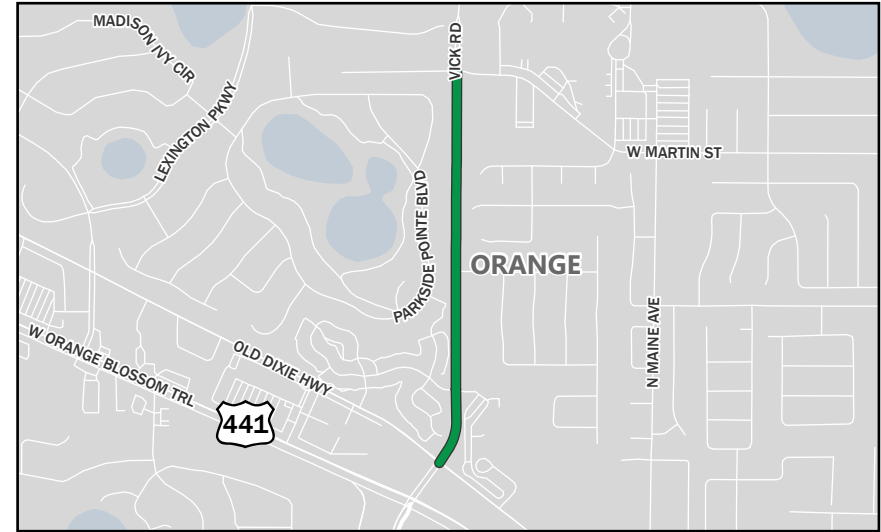 MADISON IVY CIR
VICK RD
LEXINGTON PKWY
W MARTIN ST
PARKSIDE POINTE BLVD
ORANGE
N MAINE AVE
W ORANGE BLOSSOM TRL
OLD DIXIE HWY
441